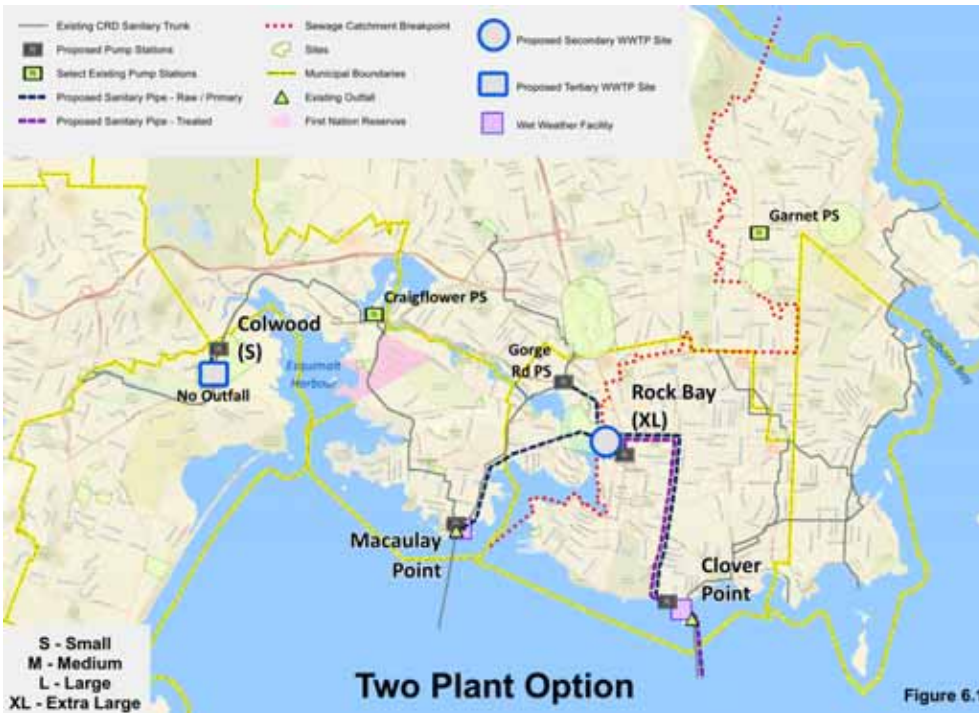 Existing CRD Sanitary Trunk
Proposed Pump Stations
Select Existing Pump Stations
Proposed Sanitary Pipe - Raw / Primary
Proposed Sanitary Pipe - Treated
Sewage Catchment Breakpoint
Sites
Municipal Boundaries
Existing Outfall
First Nation Reserves
Proposed Secondary WWTP Site
Proposed Tertiary WWTP Site
Wet Weather Facility
Garnet PS
Craigflower PS
Colwood
(S)
No Outfall
Esquimalt
Harbour
Gorge
Rd PS
Rock Bay
(XL)
Macaulay
Point
Clover
Point
S - Small
M - Medium
L - Large
XL - Extra Large
Two Plant Option